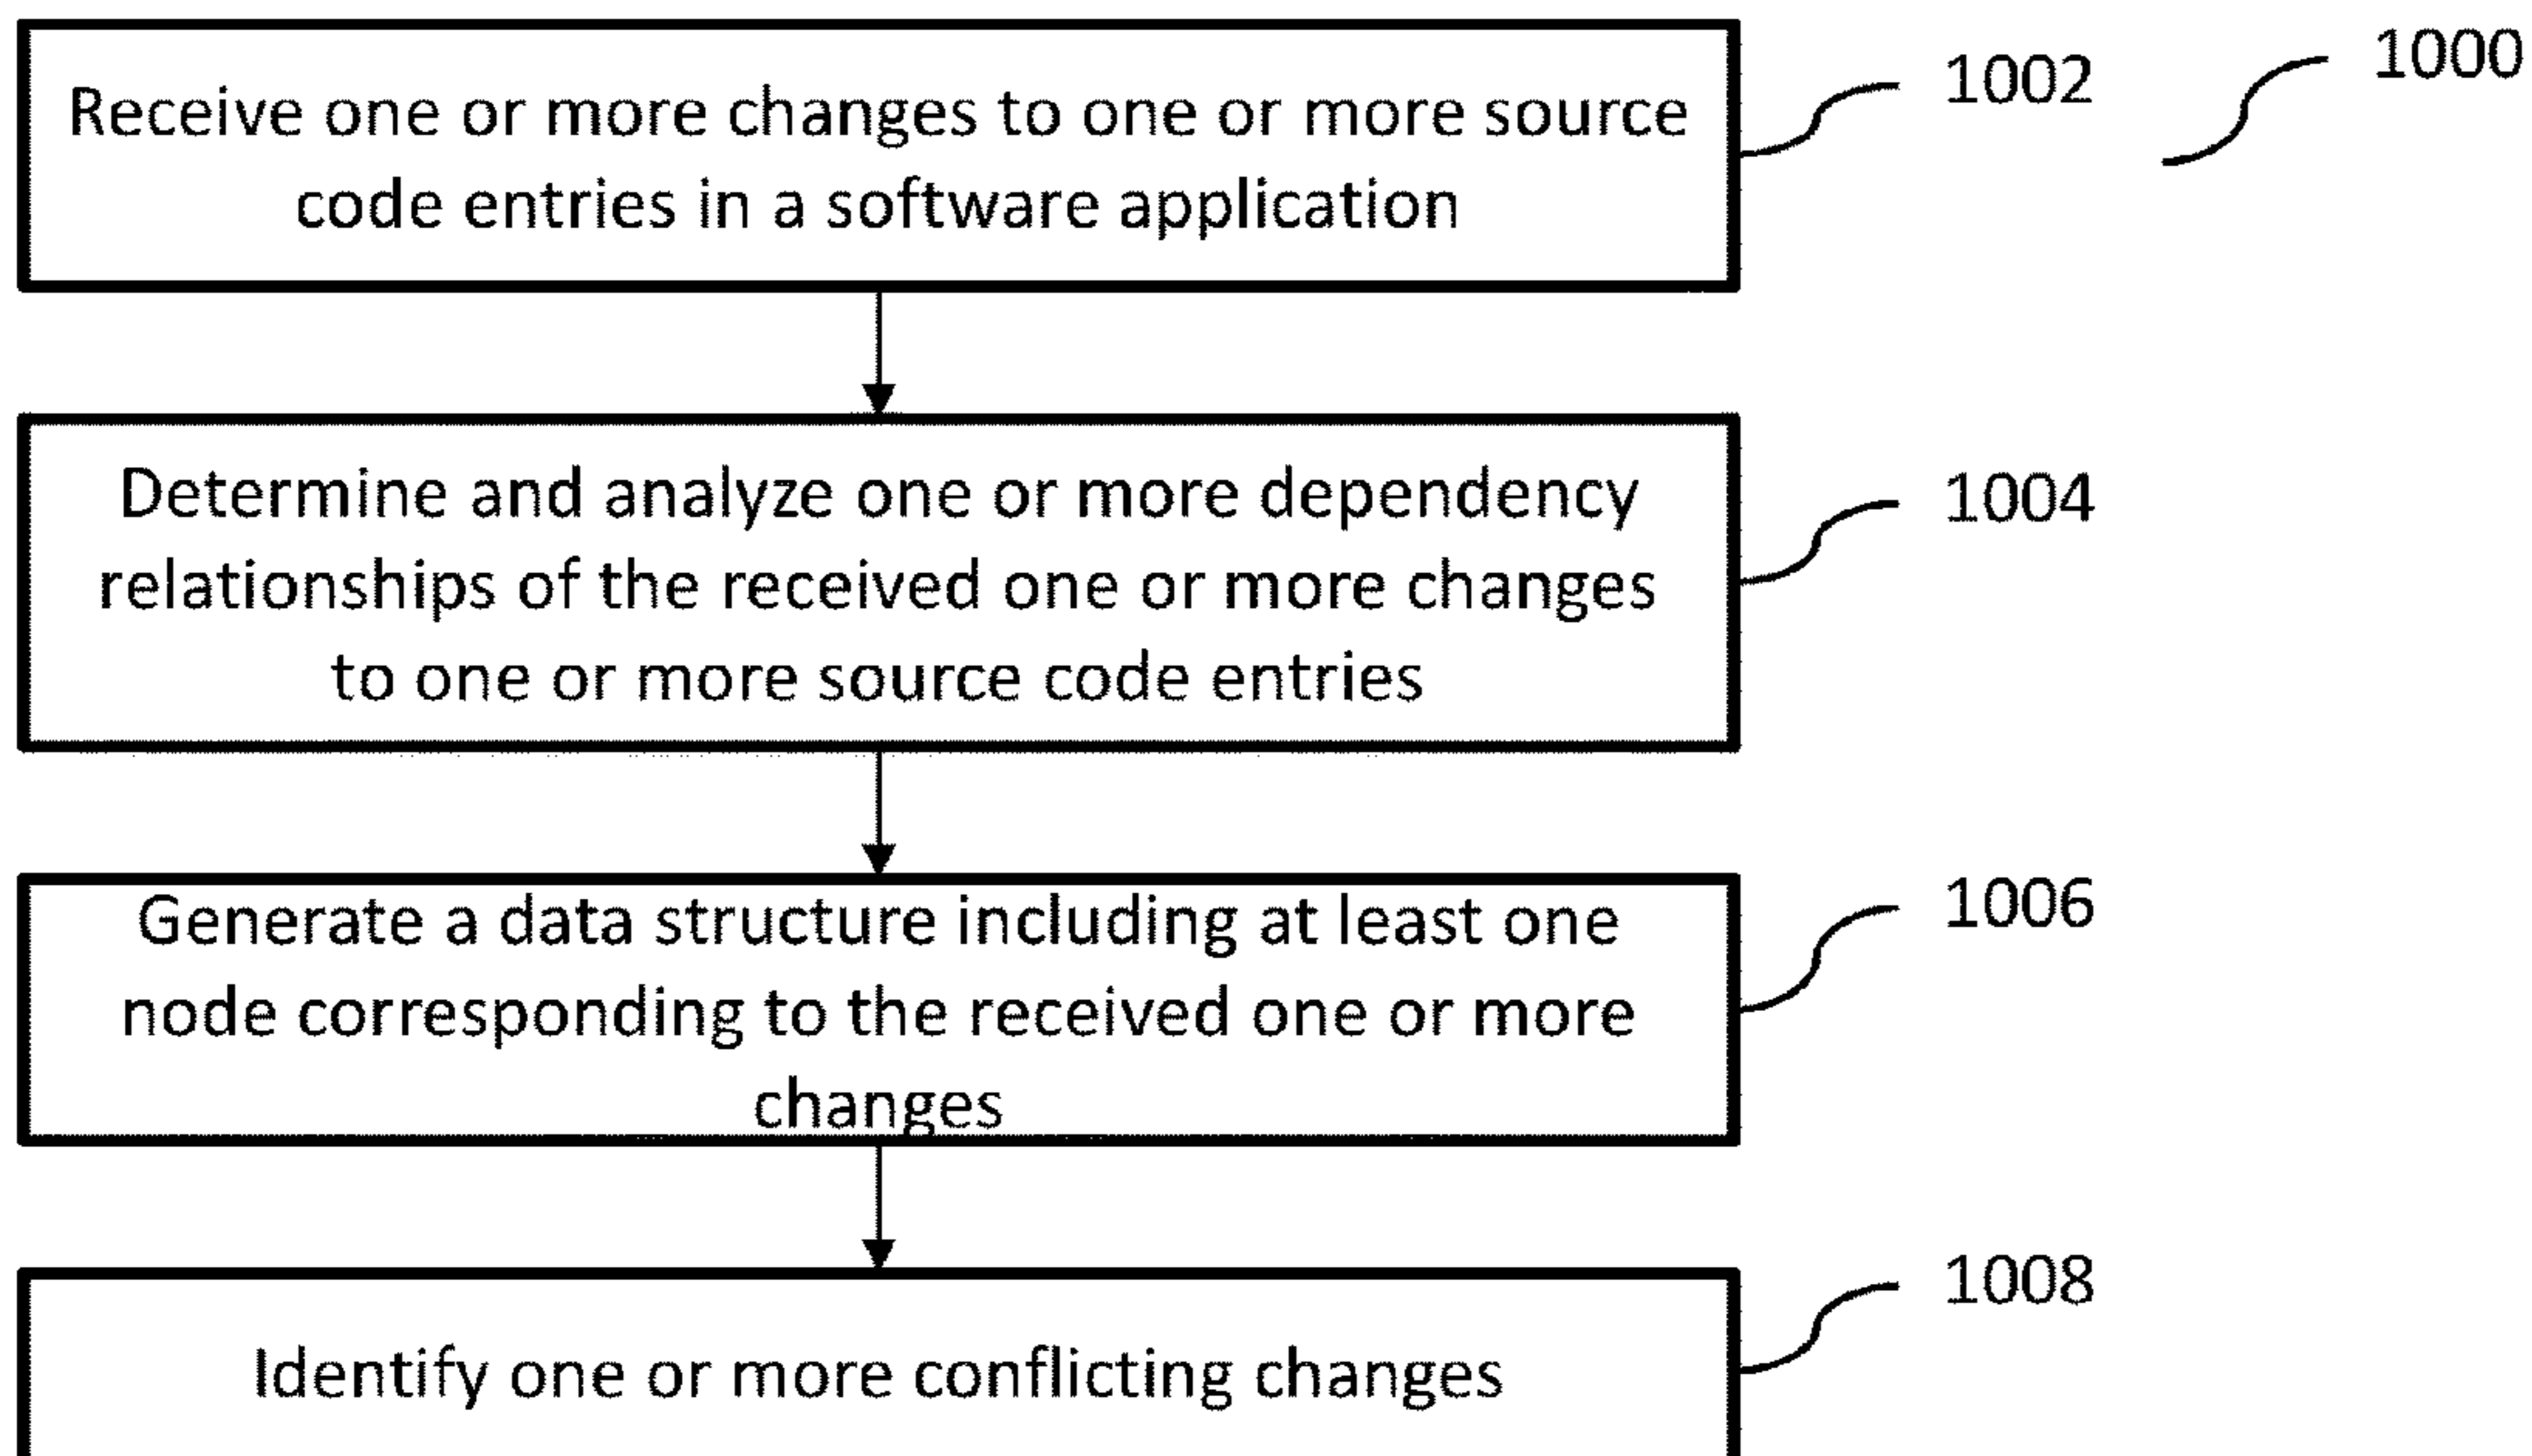 Receive one or more changes to one or more source
code entries in a software application
1002
1000
Determine and analyze one or more dependency
relationships of the received one or more changes
to one or more source code entries
1004
Generate a data structure including at least one
node corresponding to the received one or more
changes
1006
Identify one or more conflicting changes
1008